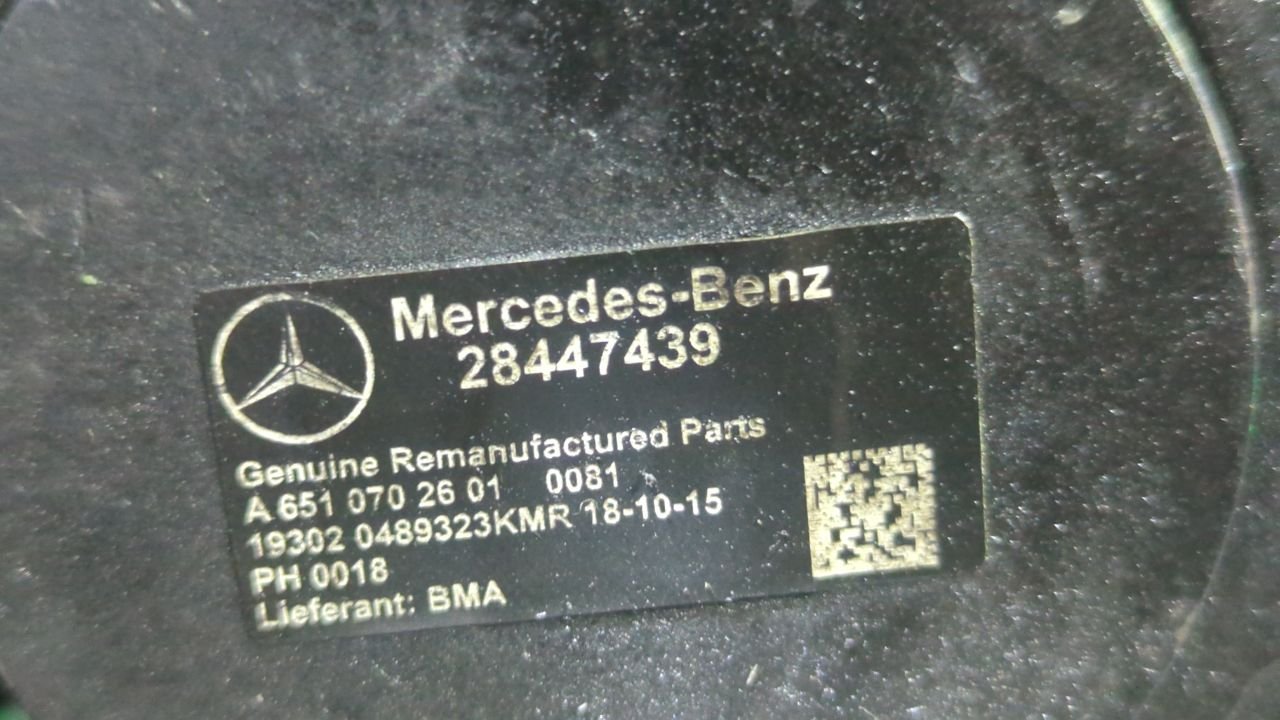 Mercedes-Benz
28447439
Genuine Remanufactured Parts
A 651 070 26 01 0081
19302 0489323KMR 18-10-15
PH 0018
Lieferant: BMA